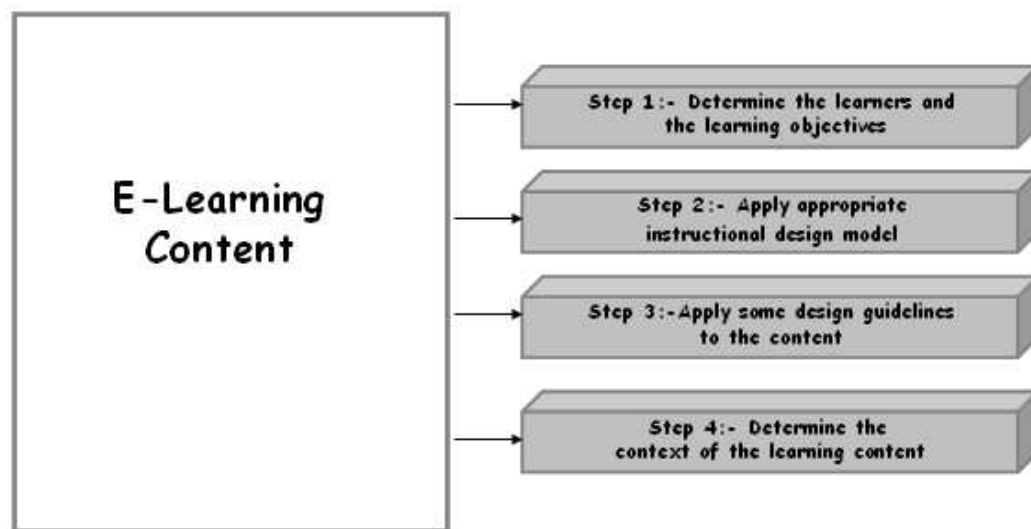 E-Learning
Content
Step 1:- Determine the learners and
the learning objectives
Step 2:- Apply appropriate
instructional design model
Step 3:-Apply some design guidelines
to the content
Step 4:- Determine the
context of the learning content